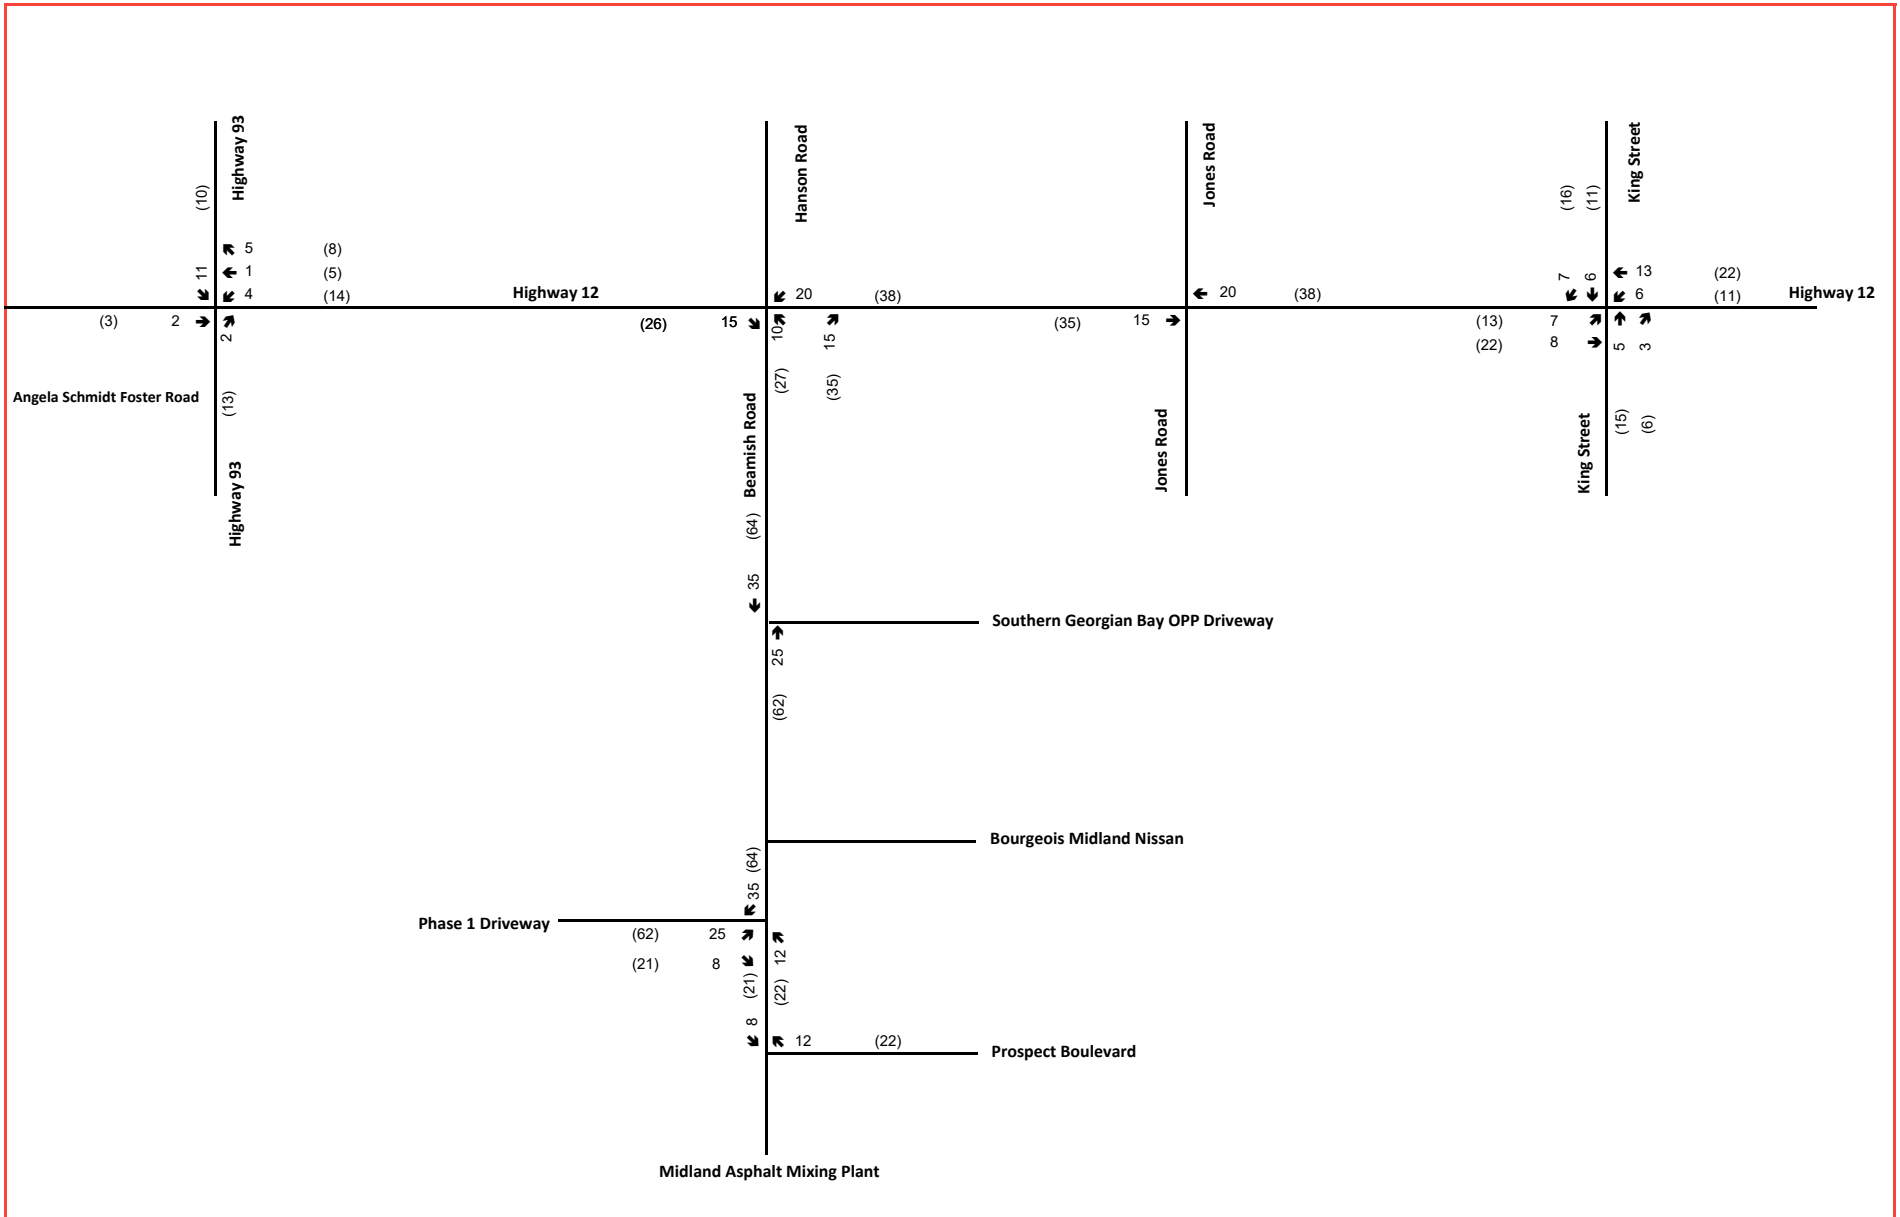 Highway 93
Hanson Road
Jones Road
King Street
(10)
(16)
(11)
11
5 (8)
1 (5)
4 (14)
Highway 12
20 (38)
20 (38)
7
6
13 (22)
6 (11)
Highway 12
(3) 2
2
(26) 15
10
15
(35) 15
(13) 7
(22) 8
5
3
(27)
(35)
Angela Schmidt Foster Road
(13)
Highway 93
Beamish Road
Jones Road
King Street
(15)
(6)
(64)
35
Southern Georgian Bay OPP Driveway
25
(62)
Bourgeois Midland Nissan
(64)
35
Phase 1 Driveway
(62) 25
(21) 8
12
(21)
(22)
8
12 (22)
Prospect Boulevard
Midland Asphalt Mixing Plant